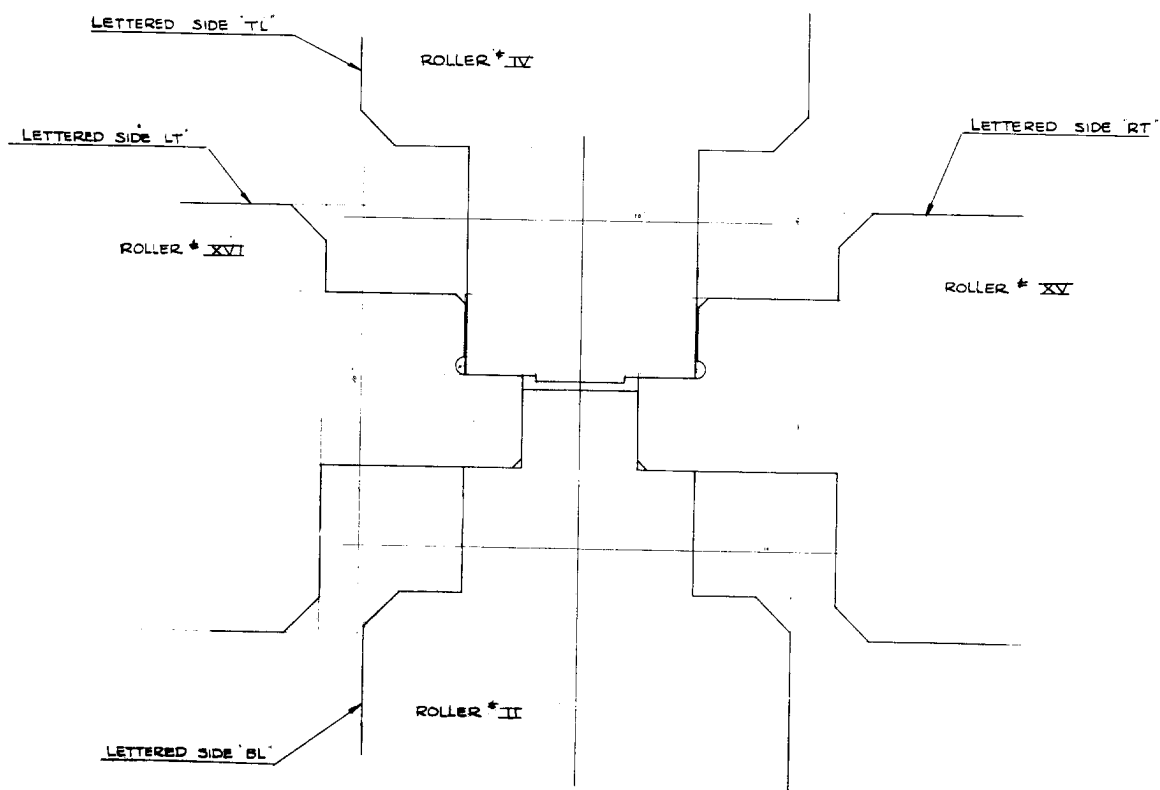 LETTERED SIDE "TL"
ROLLER # IV
LETTERED SIDE "LT"
LETTERED SIDE "RT"
ROLLER # XVI
ROLLER # XV
ROLLER # II
LETTERED SIDE "BL"